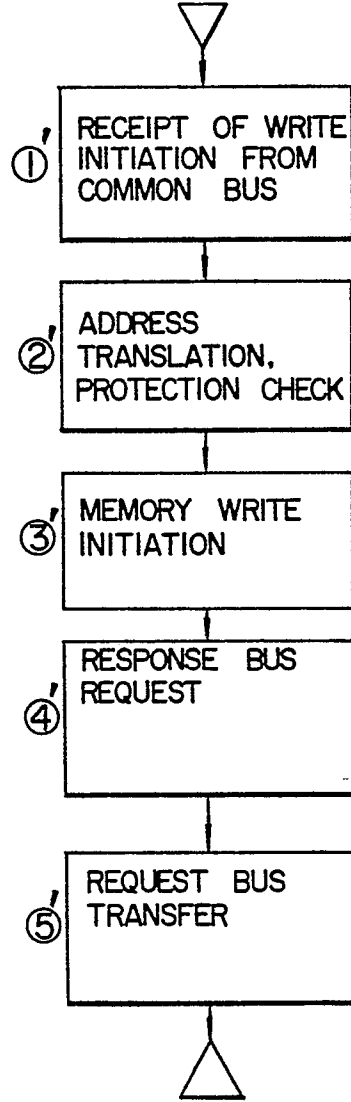 ①' RECEIPT OF WRITE
INITIATION FROM
COMMON BUS
②' ADDRESS
TRANSLATION,
PROTECTION CHECK
③' MEMORY WRITE
INITIATION
④' RESPONSE BUS
REQUEST
⑤' REQUEST BUS
TRANSFER